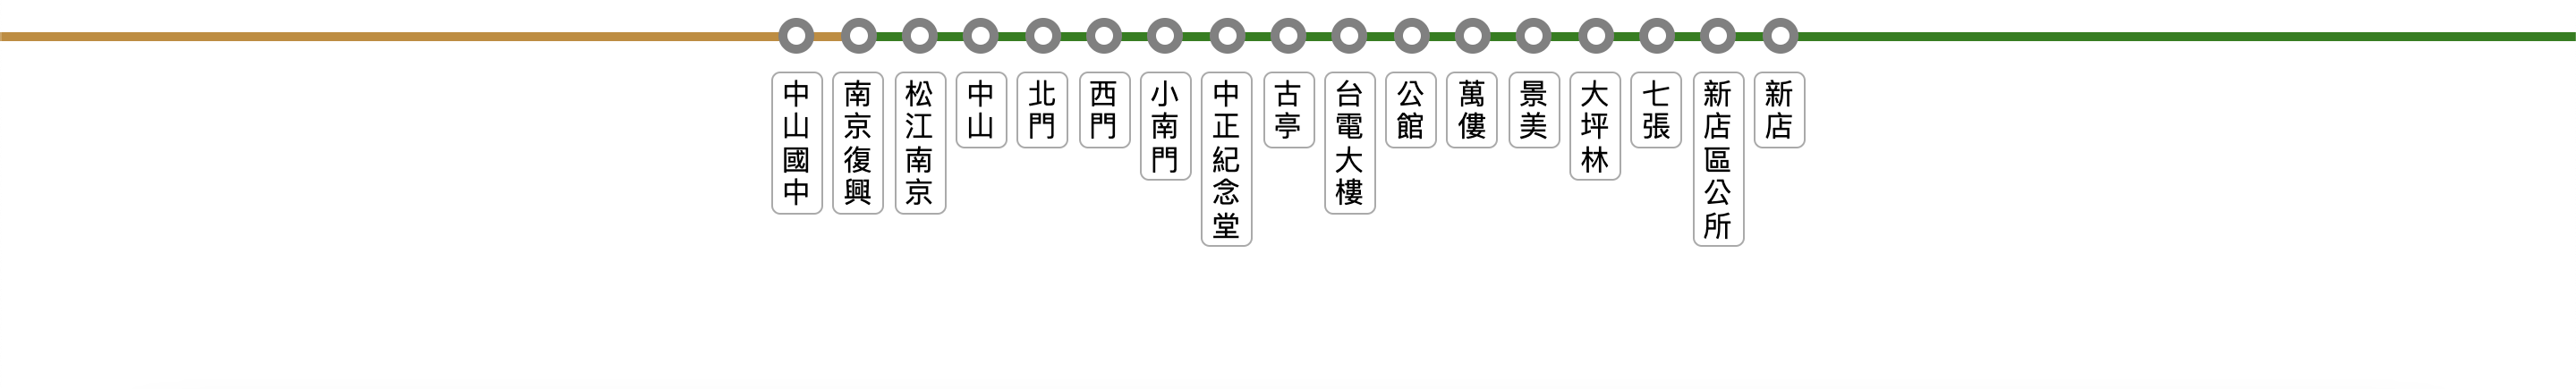 中山國中
南京復興
松江南京
中山
北門
西門
小南門
中正紀念堂
古亭
台電大樓
公館
萬僂
景美
大坪林
七張
新店區公所
新店